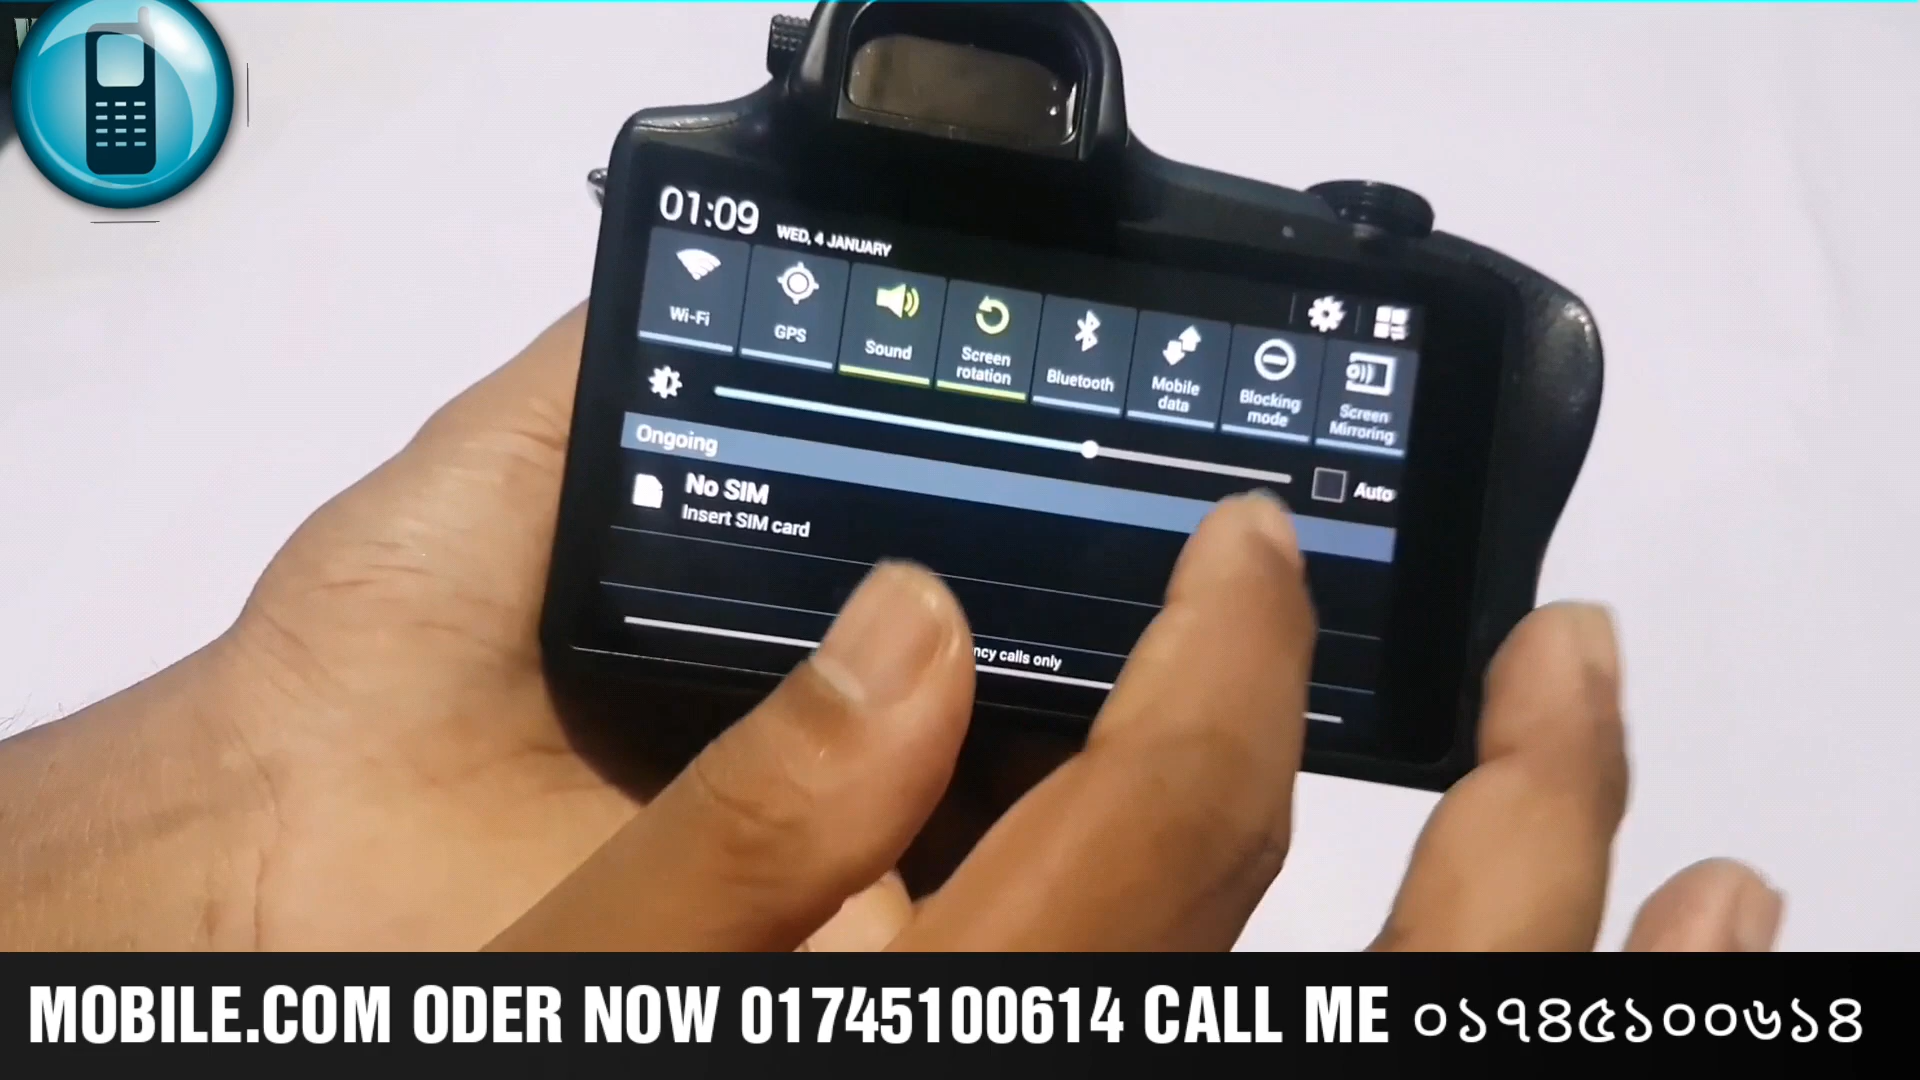 01:09 WED, 4 JANUARY
Wi-Fi
GPS
Sound
Screen rotation
Bluetooth
Mobile data
Blocking mode
Screen Mirroring
Auto
Ongoing
No SIM
Insert SIM card
ncy calls only
MOBILE.COM ODER NOW 01745100614 CALL ME ০১৭৪৫১০০৬১৪